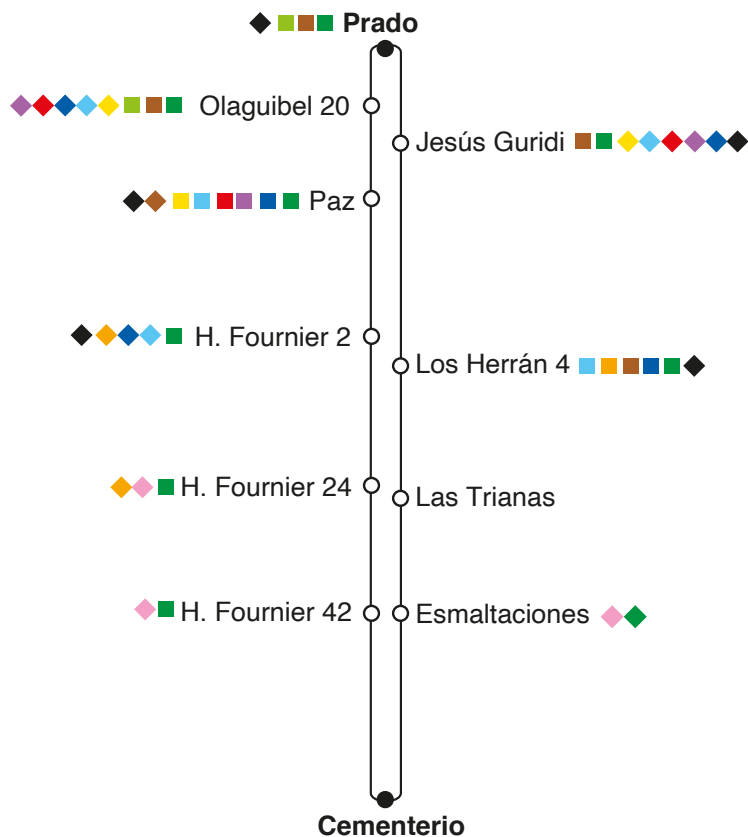 Prado
Olaguibel 20
Jesús Guridi
Paz
H. Fournier 2
Los Herrán 4
H. Fournier 24
Las Trianas
H. Fournier 42
Esmaltaciones
Cementerio